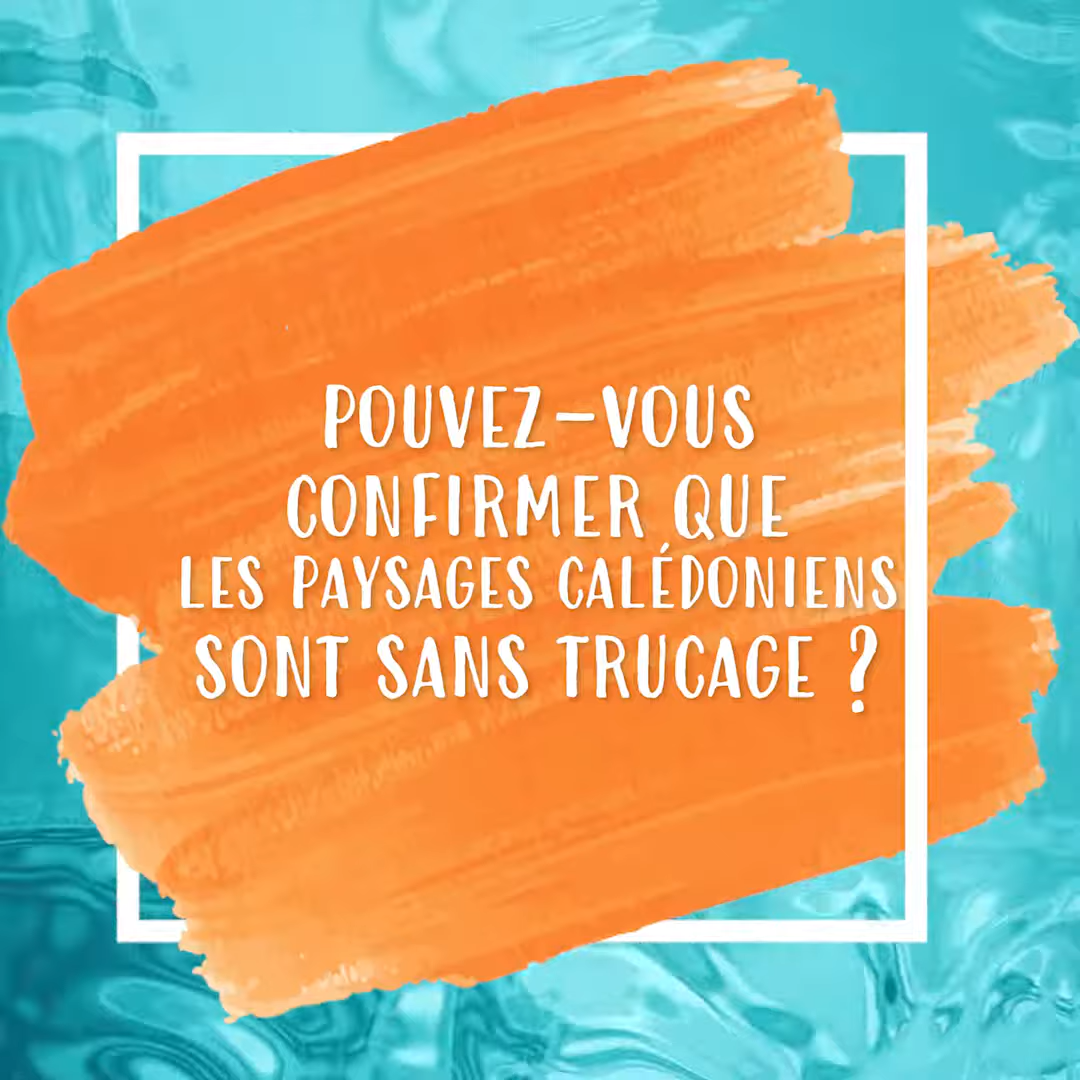 POUVEZ-VOUS
CONFIRMER QUE
LES PAYSAGES CALÉDONIENS
SONT SANS TRUCAGE ?